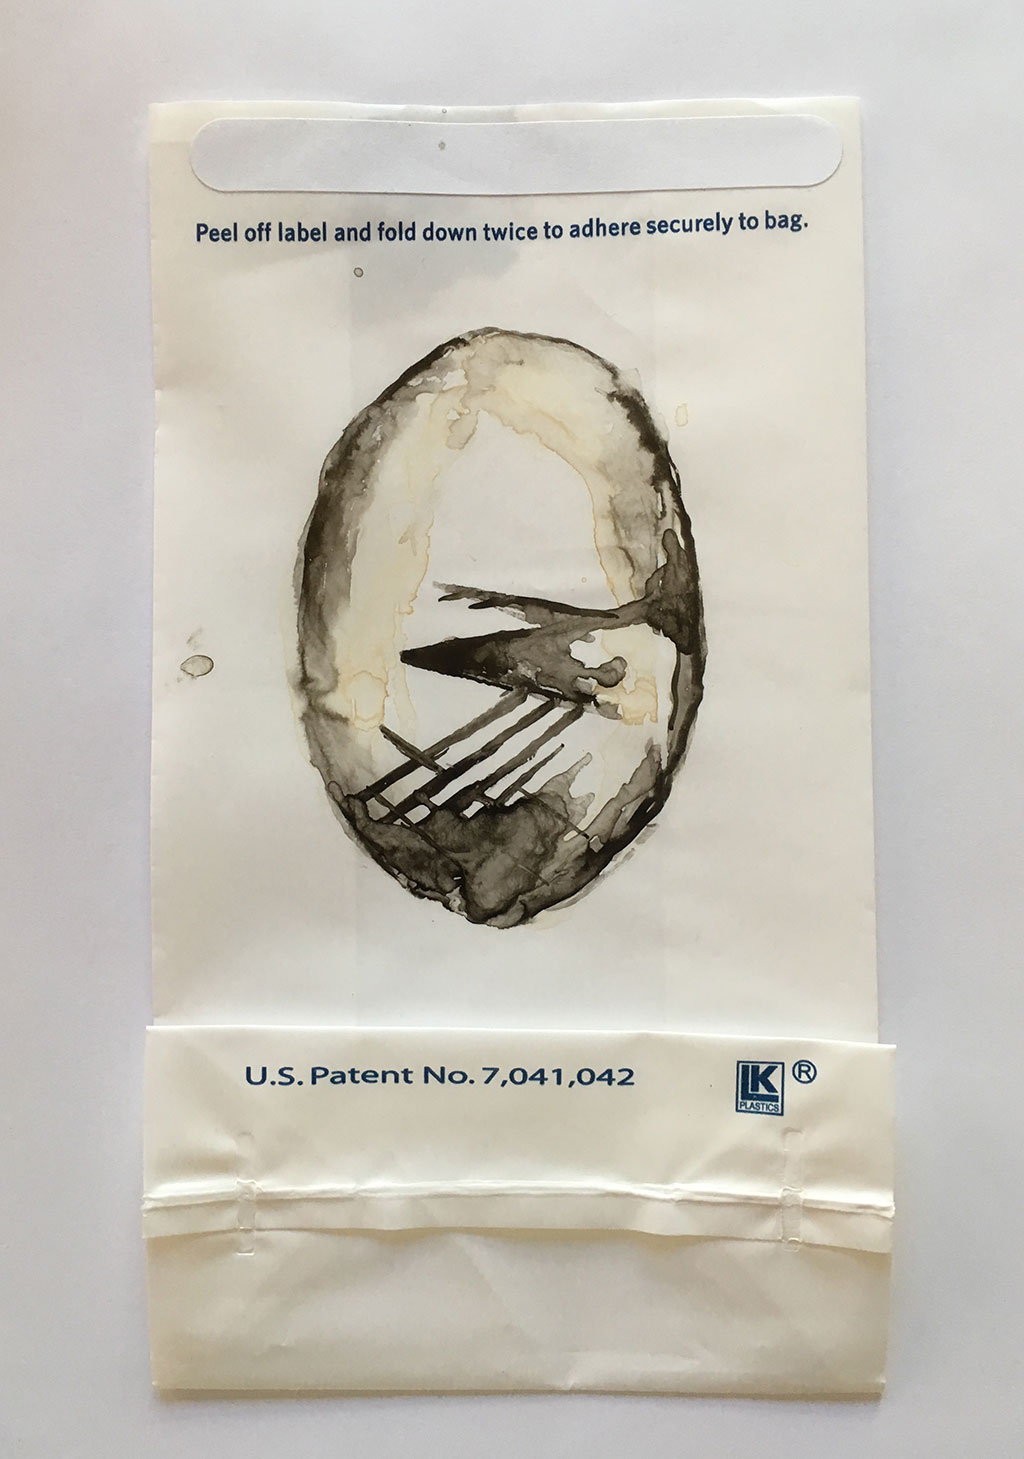 Peel off label and fold down twice to adhere securely to bag.
U.S. Patent No. 7,041,042
LK ®
PLASTICS